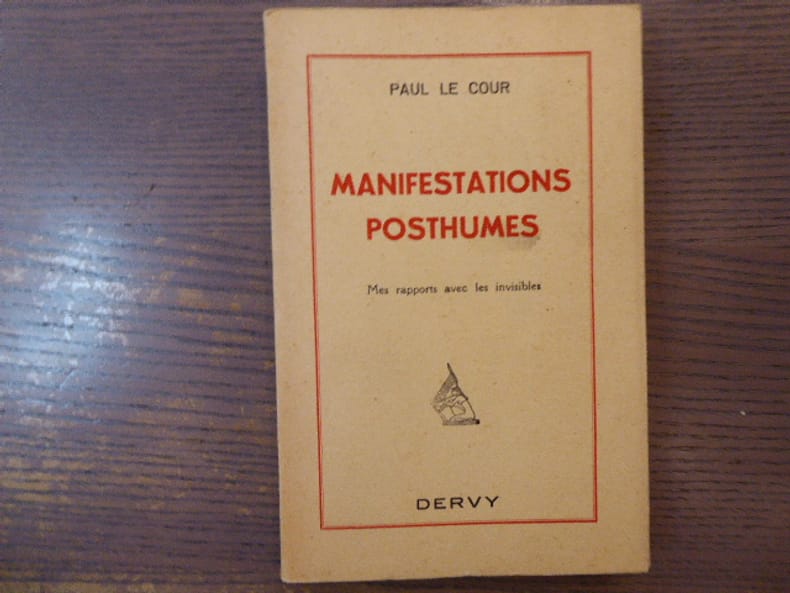 PAUL LE COUR
MANIFESTATIONS
POSTHUMES
Mes rapports avec les invisibles
DERVY